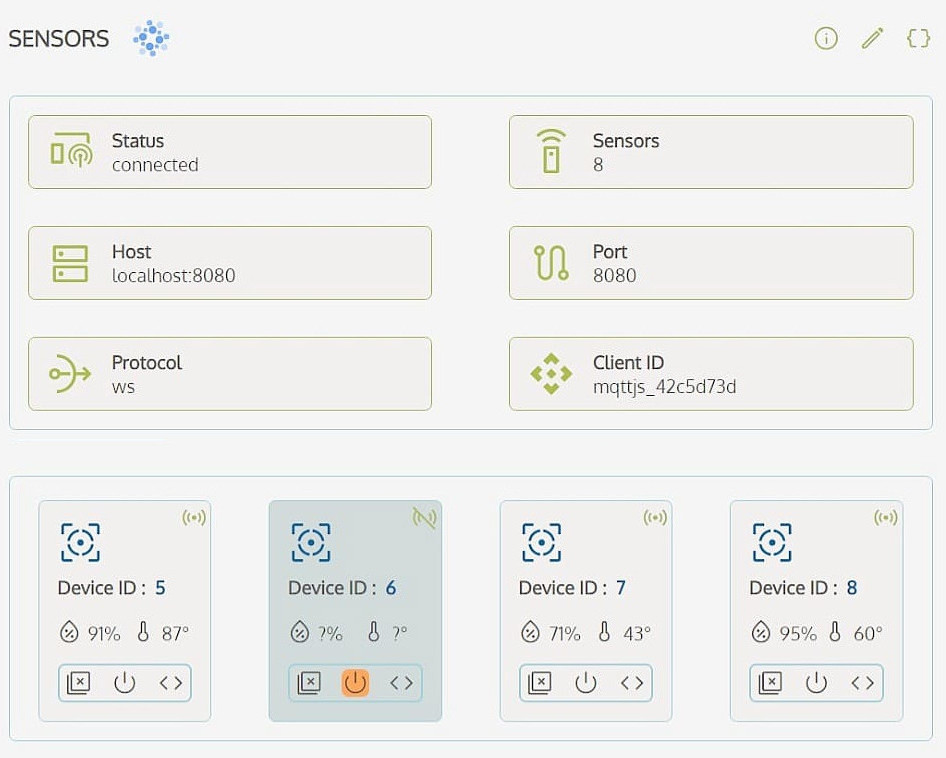 SENSORS
Status
connected
Sensors
8
Host
localhost:8080
Port
8080
Protocol
ws
Client ID
mqttjs_42c5d73d
Device ID : 5
91% 87°
Device ID : 6
?% ?°
Device ID : 7
71% 43°
Device ID : 8
95% 60°